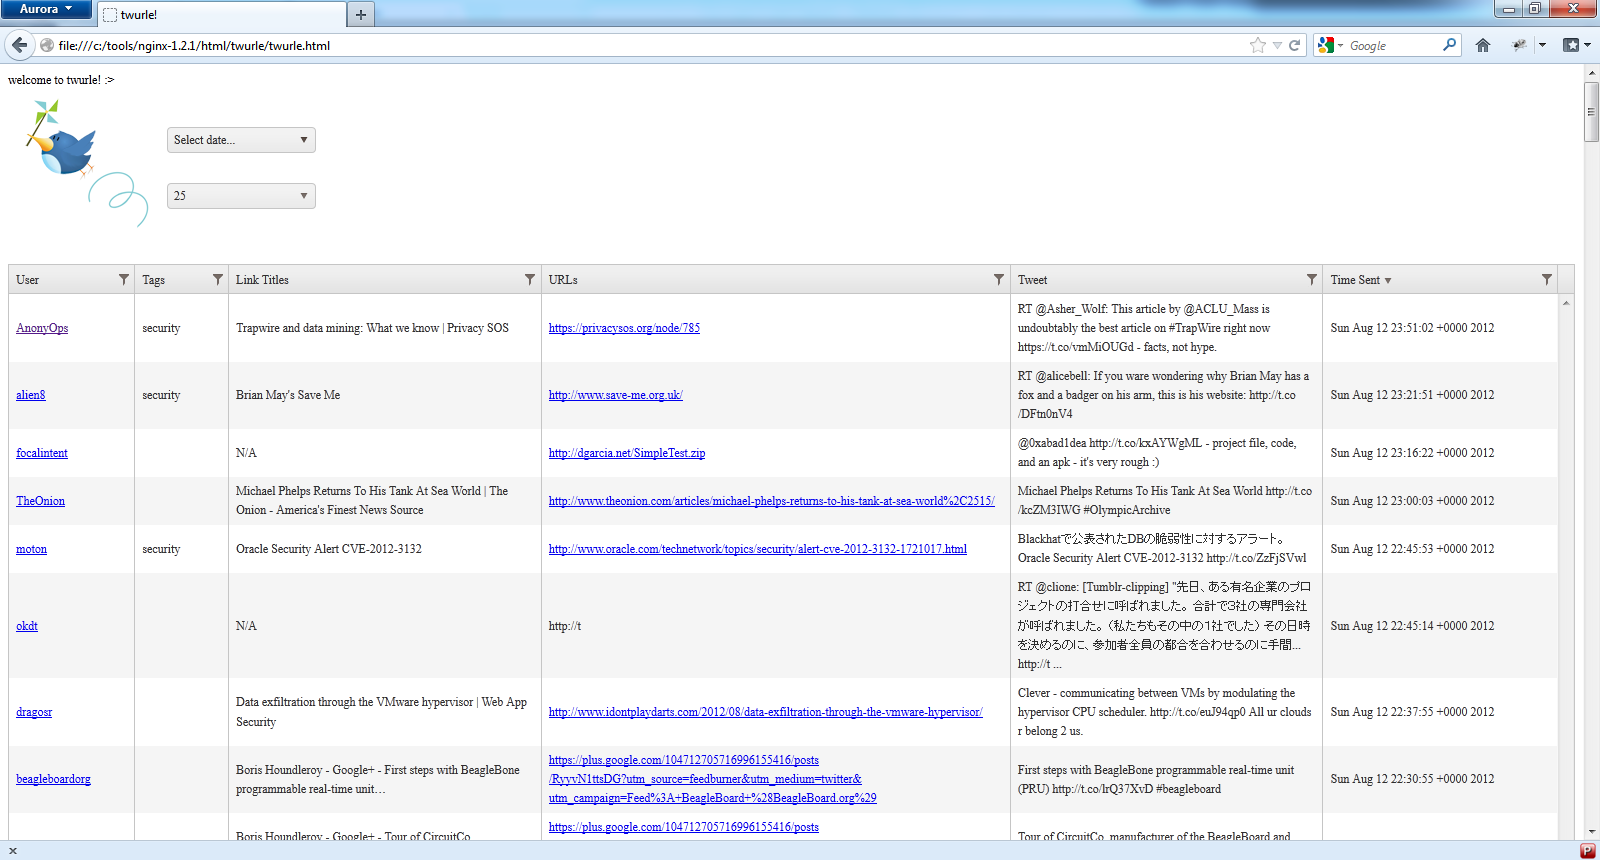 Aurora
twurle!
file:///c:/tools/nginx-1.2.1/html/twurle/twurle.html
Google
welcome to twurle! :>
Select date...
25
User Tags Link Titles URLs Tweet Time Sent
AnonyOps security Trapwire and data mining: What we know | Privacy SOS https://privacysos.org/node/785
RT @Asher_Wolf: This article by @ACLU_Mass is
undoubtably the best article on #TrapWire right now
https://t.co/vmMiOUGd - facts, not hype.
Sun Aug 12 23:51:02 +0000 2012
alien8 security Brian May's Save Me http://www.save-me.org.uk/
RT @alicebell: If you ware wondering why Brian May has a
fox and a badger on his arm, this is his website: http://t.co
/DFtn0nV4
Sun Aug 12 23:21:51 +0000 2012
focalintent N/A http://dgarcia.net/SimpleTest.zip
@0xabad1dea http://t.co/kxAYWgML - project file, code,
and an apk - it's very rough :)
Sun Aug 12 23:16:22 +0000 2012
TheOnion
Michael Phelps Returns To His Tank At Sea World | The
Onion - America's Finest News Source
http://www.theonion.com/articles/michael-phelps-returns-to-his-tank-at-sea-world%2C2515/
Michael Phelps Returns To His Tank At Sea World http://t.co
/kcZM3IWG #OlympicArchive
Sun Aug 12 23:00:03 +0000 2012
moton security Oracle Security Alert CVE-2012-3132 http://www.oracle.com/technetwork/topics/security/alert-cve-2012-3132-1721017.html
Blackhatで公表されたDBの脆弱性に対するアラート。
Oracle Security Alert CVE-2012-3132 http://t.co/ZzFjSVwl
Sun Aug 12 22:45:53 +0000 2012
okdt N/A http://t
RT @clione: [Tumblr-clipping] "先日、ある有名企業のプロ
ジェクトの打合せに呼ばれました。合計で3社の専門会社
が呼ばれました。（私たちもその中の1社でした）その日時
を決めるのに、参加者全員の都合を合わせるのに手間...
http://t ...
Sun Aug 12 22:45:14 +0000 2012
dragosr
Data exfiltration through the VMware hypervisor | Web App
Security
http://www.idontplaydarts.com/2012/08/data-exfiltration-through-the-vmware-hypervisor/
Clever - communicating between VMs by modulating the
hypervisor CPU scheduler. http://t.co/euJ94qp0 All ur clouds
r belong 2 us.
Sun Aug 12 22:37:55 +0000 2012
beagleboardorg
Boris Houndleroy - Google+ - First steps with BeagleBone
programmable real-time unit…
https://plus.google.com/104712705716996155416/posts
/RyyvN1ttsDG?utm_source=feedburner&utm_medium=twitter&
utm_campaign=Feed%3A+BeagleBoard+%28BeagleBoard.org%29
First steps with BeagleBone programmable real-time unit
(PRU) http://t.co/lrQ37XvD #beagleboard
Sun Aug 12 22:30:55 +0000 2012
Boris Houndleroy - Google+ - Tour of CircuitCo
https://plus.google.com/104712705716996155416/posts
Tour of CircuitCo, manufacturer of the BeagleBoard and